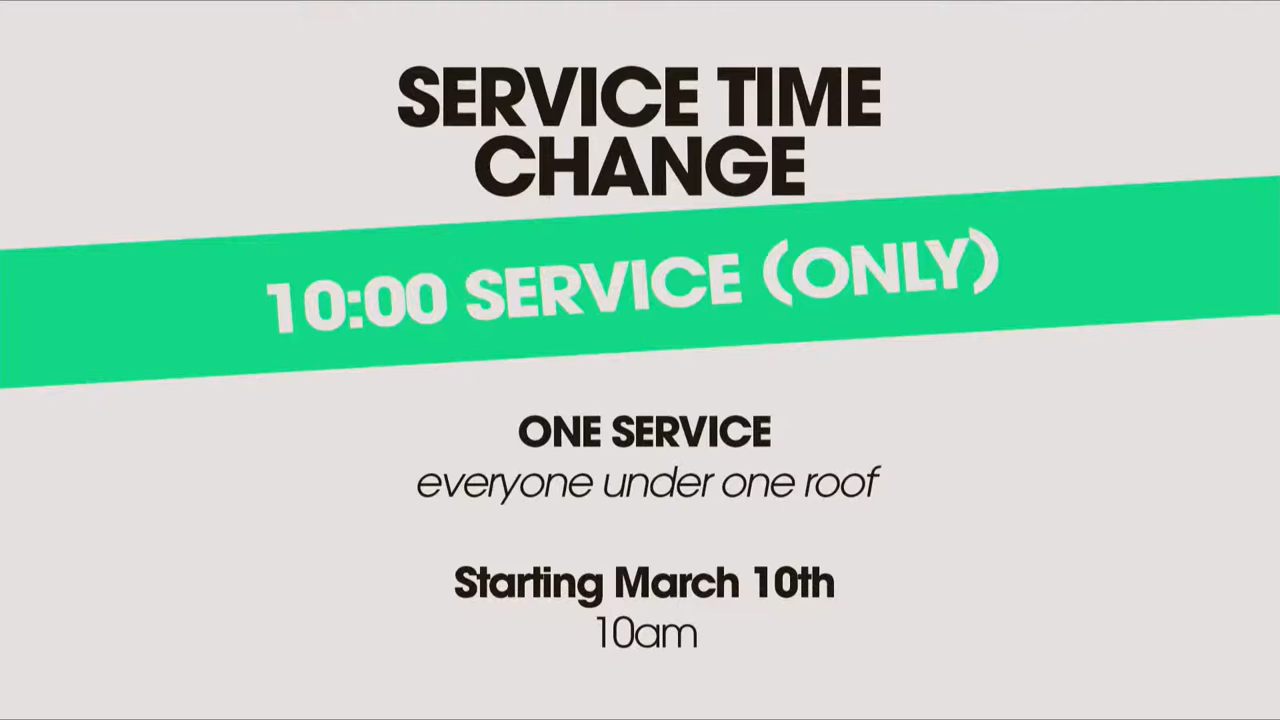 SERVICE TIME
CHANGE
10:00 SERVICE (ONLY)
ONE SERVICE
everyone under one roof
Starting March 10th
10am